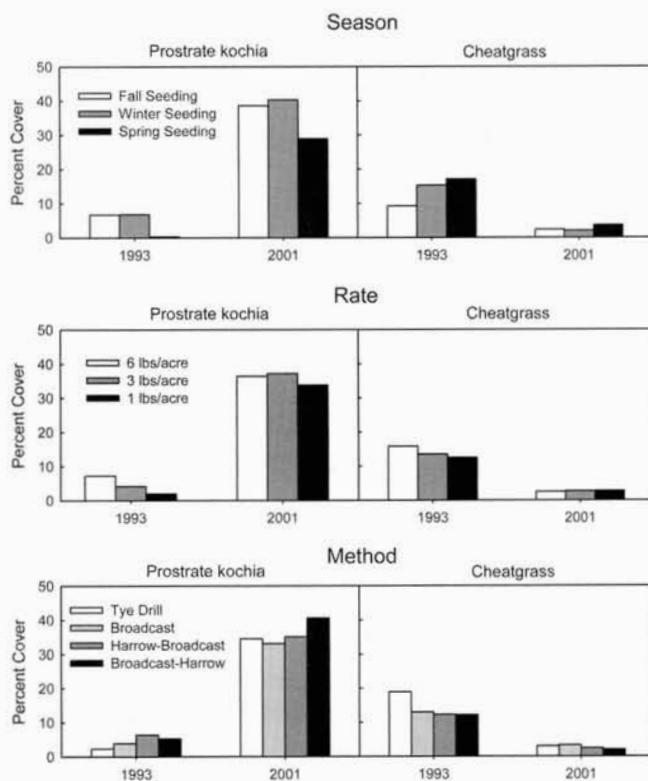 Season
Prostrate kochia
Cheatgrass
50
40
30
20
10
0
Percent Cover
Fall Seeding
Winter Seeding
Spring Seeding
1993
2001
1993
2001
Rate
Prostrate kochia
Cheatgrass
50
40
30
20
10
0
Percent Cover
6 lbs/acre
3 lbs/acre
1 lbs/acre
1993
2001
1993
2001
Method
Prostrate kochia
Cheatgrass
50
40
30
20
10
0
Percent Cover
Tye Drill
Broadcast
Harrow-Broadcast
Broadcast-Harrow
1993
2001
1993
2001